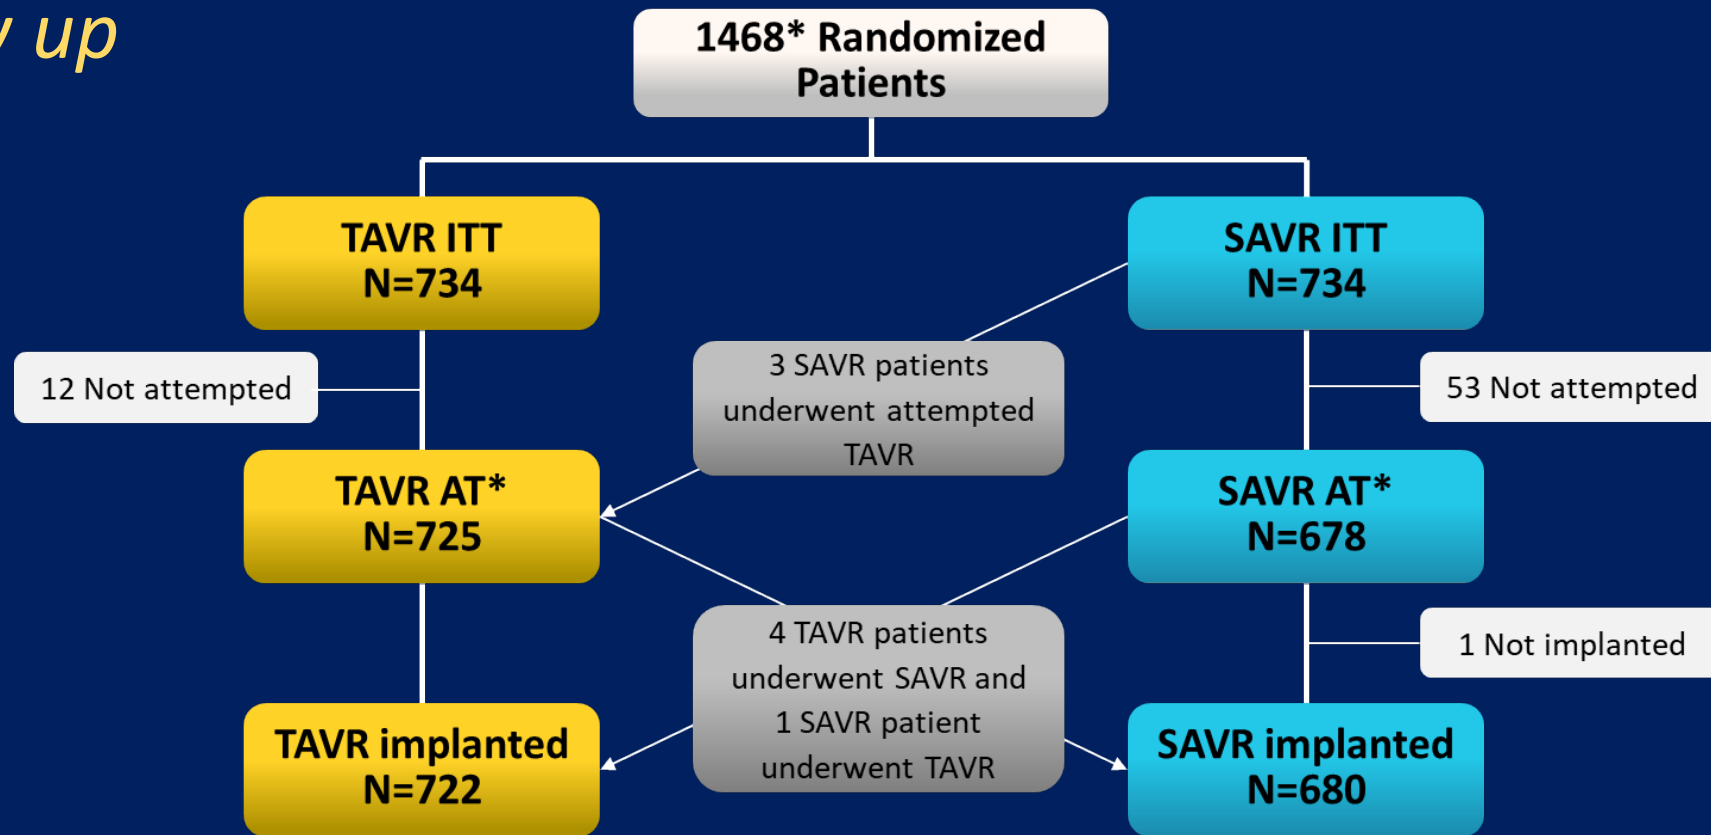 up
1468* Randomized
Patients
TAVR ITT
N=734
SAVR ITT
N=734
12 Not attempted
3 SAVR patients
underwent attempted
TAVR
53 Not attempted
TAVR AT*
N=725
SAVR AT*
N=678
4 TAVR patients
underwent SAVR and
1 SAVR patient
underwent TAVR
1 Not implanted
TAVR implanted
N=722
SAVR implanted
N=680